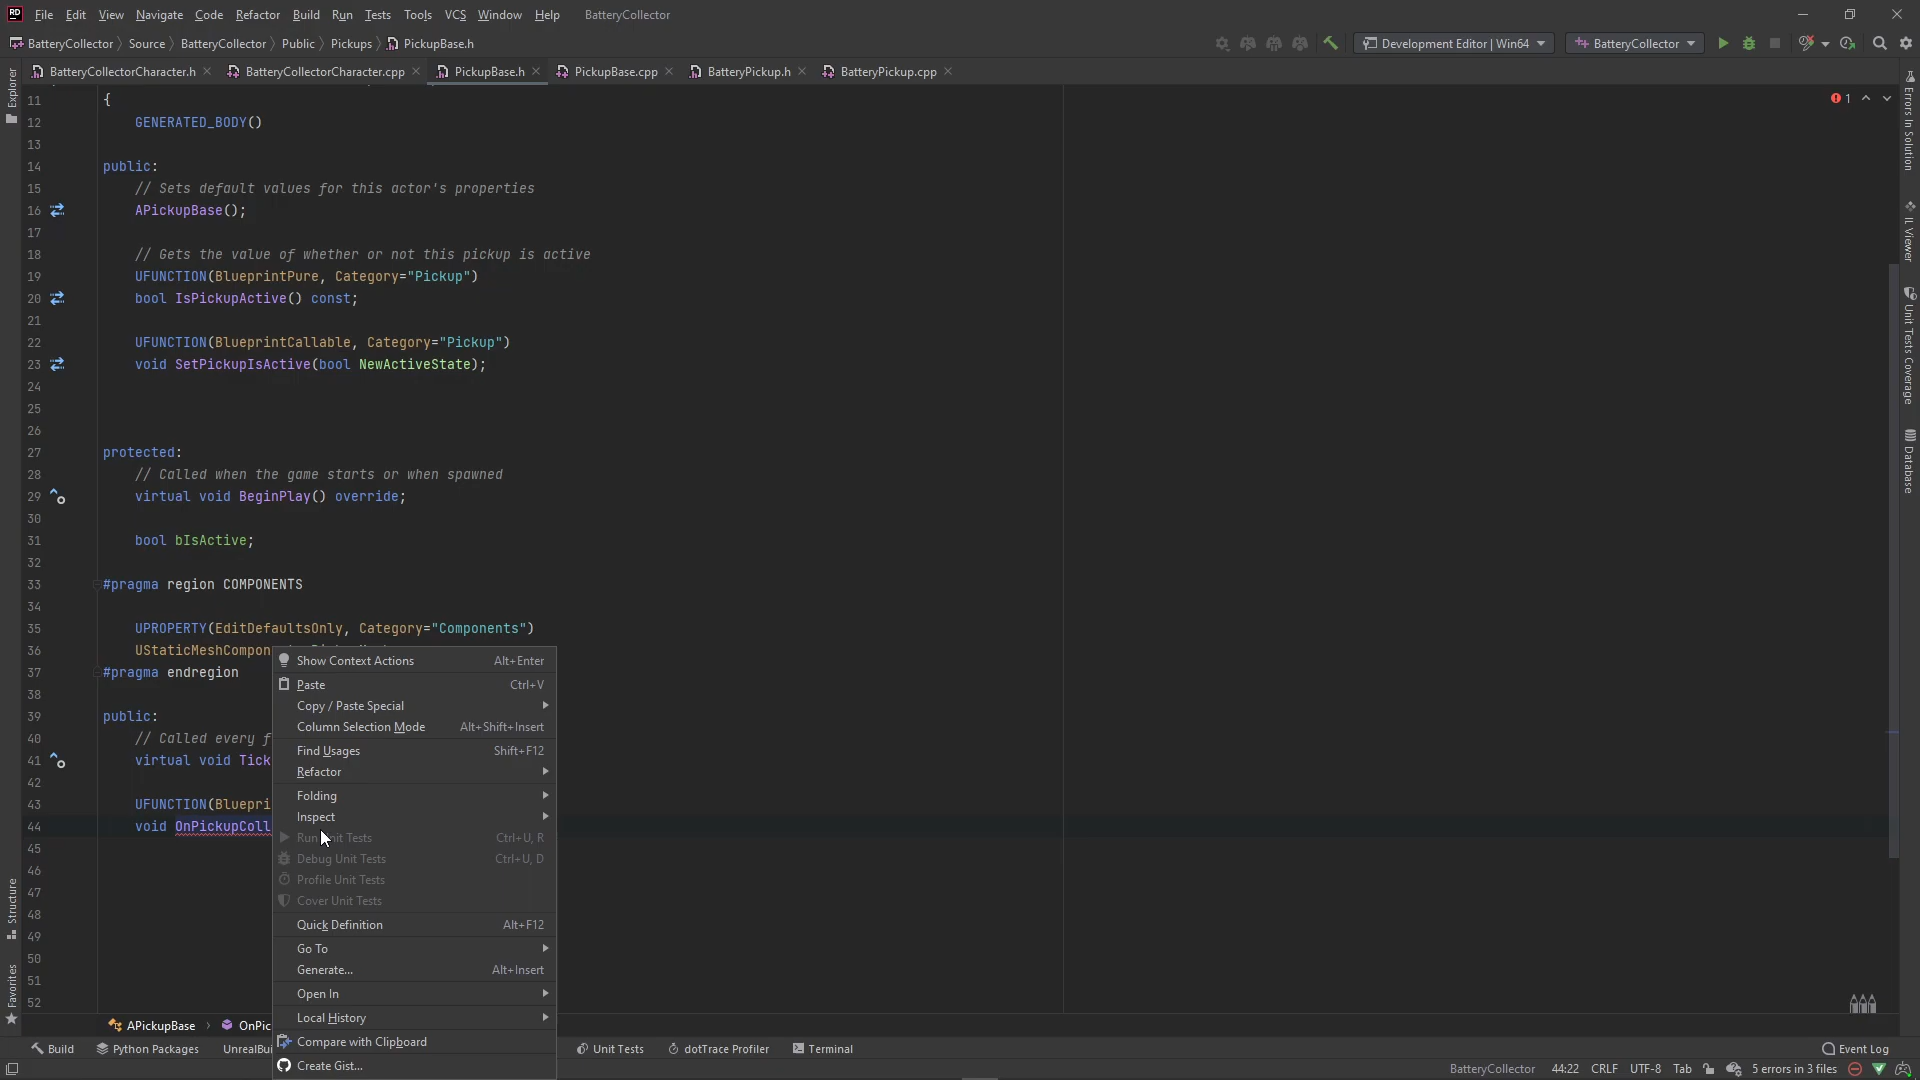 File Edit View Navigate Code Refactor Build Run Tests Tools VCS Window Help BatteryCollector
BatteryCollector Source BatteryCollector Public Pickups PickupBase.h Development Editor | Win64 BatteryCollector
BatteryCollectorCharacter.h BatteryCollectorCharacter.cpp PickupBase.h PickupBase.cpp BatteryPickup.h BatteryPickup.cpp
1
11 {
12 GENERATED_BODY()
13
14 public:
15 // Sets default values for this actor's properties
16 APickupBase();
17
18 // Gets the value of whether or not this pickup is active
19 UFUNCTION(BlueprintPure, Category="Pickup")
20 bool IsPickupActive() const;
21
22 UFUNCTION(BlueprintCallable, Category="Pickup")
23 void SetPickupIsActive(bool NewActiveState);
24
25
26
27 protected:
28 // Called when the game starts or when spawned
29 virtual void BeginPlay() override;
30
31 bool bIsActive;
32
33 #pragma region COMPONENTS
34
35 UPROPERTY(EditDefaultsOnly, Category="Components")
36 UStaticMeshCompon
37 #pragma endregion
38
39 public:
40 // Called every f
41 virtual void Tick
42
43 UFUNCTION(Bluepri
44 void OnPickupColl
45
46
47
48
49
50
51
52
Show Context Actions Alt+Enter
Paste Ctrl+V
Copy / Paste Special
Column Selection Mode Alt+Shift+Insert
Find Usages Shift+F12
Refactor
Folding
Inspect
Run Unit Tests Ctrl+U, R
Debug Unit Tests Ctrl+U, D
Profile Unit Tests
Cover Unit Tests
Quick Definition Alt+F12
Go To
Generate... Alt+Insert
Open In
Local History
Compare with Clipboard
Create Gist...
Explorer
Structure
Favorites
Errors In Solution
IL Viewer
Unit Tests Coverage
Database
APickupBase OnPic
Build Python Packages UnrealBui Unit Tests dotTrace Profiler Terminal Event Log
BatteryCollector 44:22 CRLF UTF-8 Tab 5 errors in 3 files